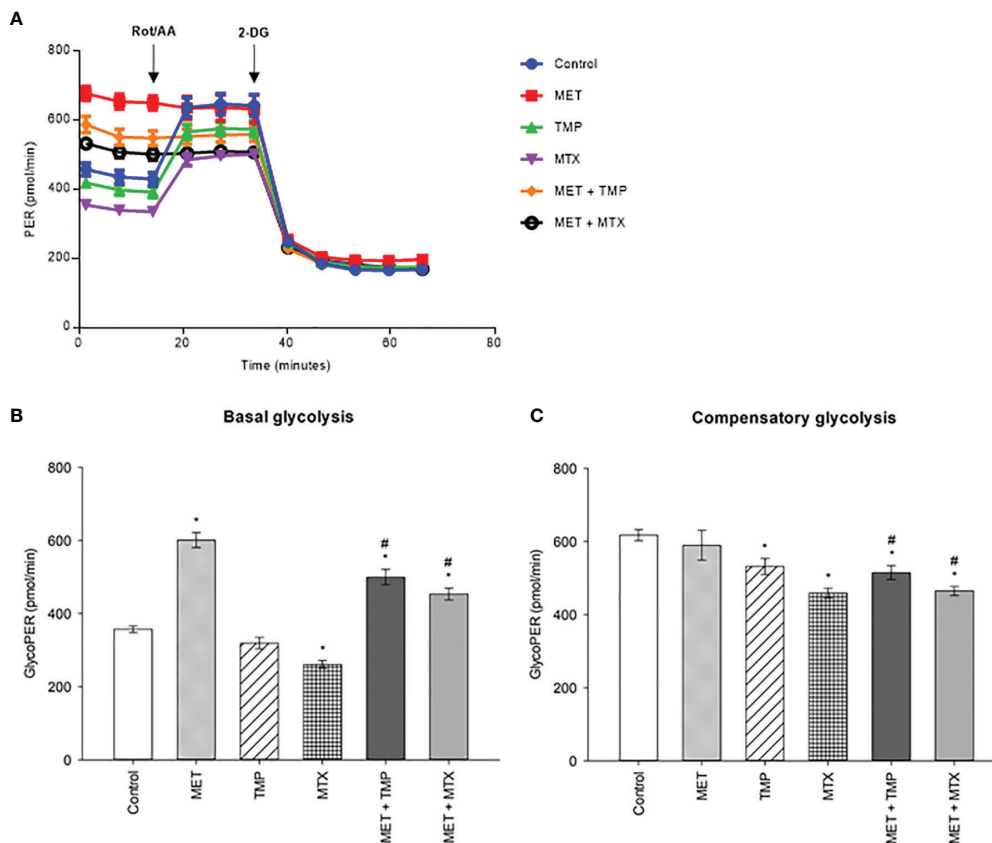 A
Rot/AA
2-DG
800
600
400
200
0
PER (pmol/min)
0
20
40
60
80
Time (minutes)
Control
MET
TMP
MTX
MET + TMP
MET + MTX
B
Basal glycolysis
800
600
400
200
0
GlycoPER (pmol/min)
*
*
#
*
#
*
Control
MET
TMP
MTX
MET + TMP
MET + MTX
C
Compensatory glycolysis
800
600
400
200
0
GlycoPER (pmol/min)
*
*
#
*
#
*
Control
MET
TMP
MTX
MET + TMP
MET + MTX